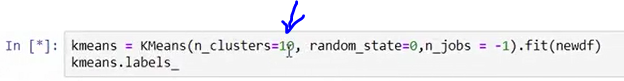 In [*]: kmeans = KMeans(n_clusters=10, random_state=0,n_jobs = -1).fit(newdf)
kmeans.labels_